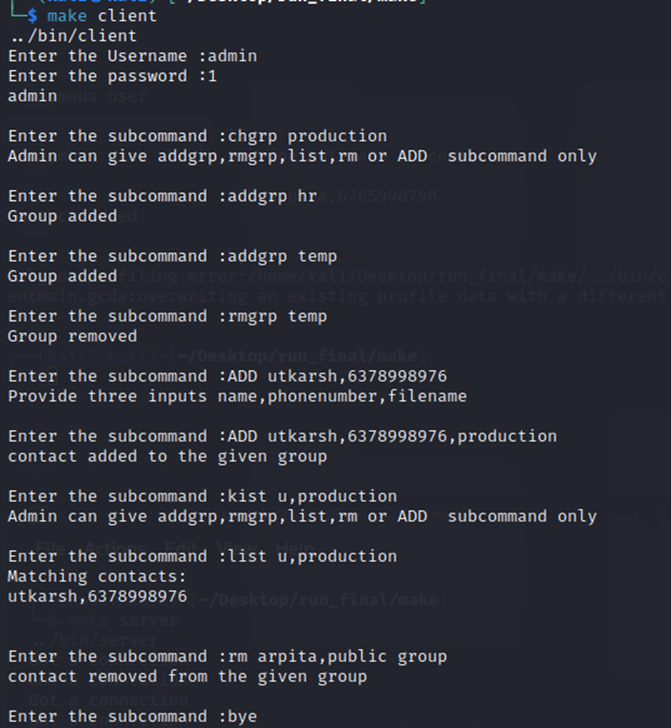 └─$ make client
../bin/client
Enter the Username :admin
Enter the password :1
admin
Enter the subcommand :chgrp production
Admin can give addgrp,rmgrp,list,rm or ADD  subcommand only
Enter the subcommand :addgrp hr
Group added
Enter the subcommand :addgrp temp
Group added
Enter the subcommand :rmgrp temp
Group removed
Enter the subcommand :ADD utkarsh,6378998976
Provide three inputs name,phonenumber,filename
Enter the subcommand :ADD utkarsh,6378998976,production
contact added to the given group
Enter the subcommand :kist u,production
Admin can give addgrp,rmgrp,list,rm or ADD  subcommand only
Enter the subcommand :list u,production
Matching contacts:
utkarsh,6378998976
Enter the subcommand :rm arpita,public group
contact removed from the given group
Enter the subcommand :bye